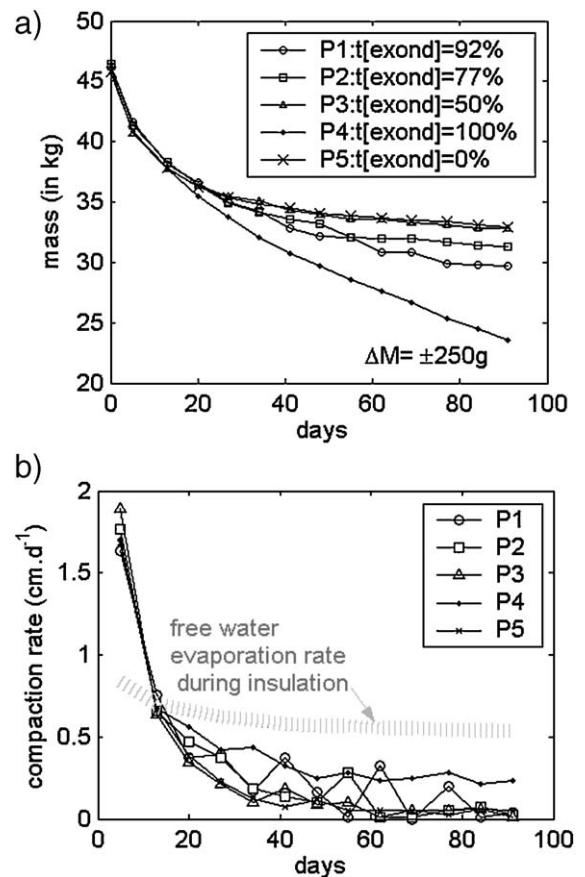 a)
50
45
40
35
30
25
20
mass (in kg)
P1:t[exond]=92%
P2:t[exond]=77%
P3:t[exond]=50%
P4:t[exond]=100%
P5:t[exond]=0%
ΔM= ±250g
0 20 40 60 80 100
days
b)
2
1.5
1
0.5
0
compaction rate (cm.d⁻¹)
P1
P2
P3
P4
P5
free water
evaporation rate
during insulation
0 20 40 60 80 100
days